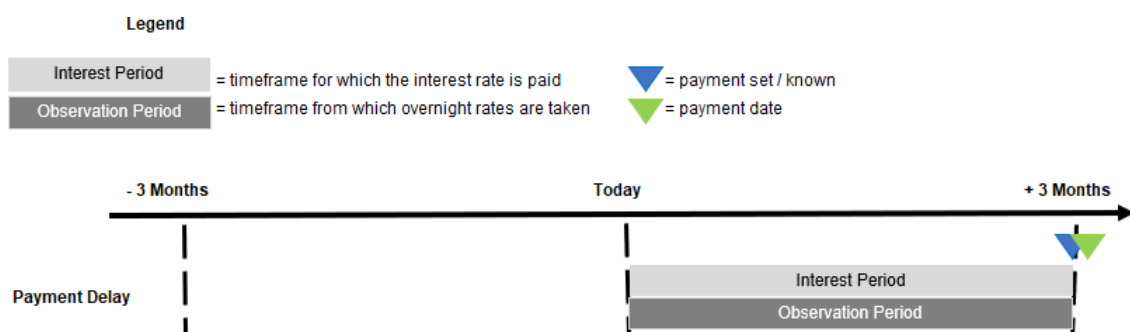 Legend
Interest Period = timeframe for which the interest rate is paid = payment set / known
Observation Period = timeframe from which overnight rates are taken = payment date
- 3 Months Today + 3 Months
Interest Period
Payment Delay
Observation Period